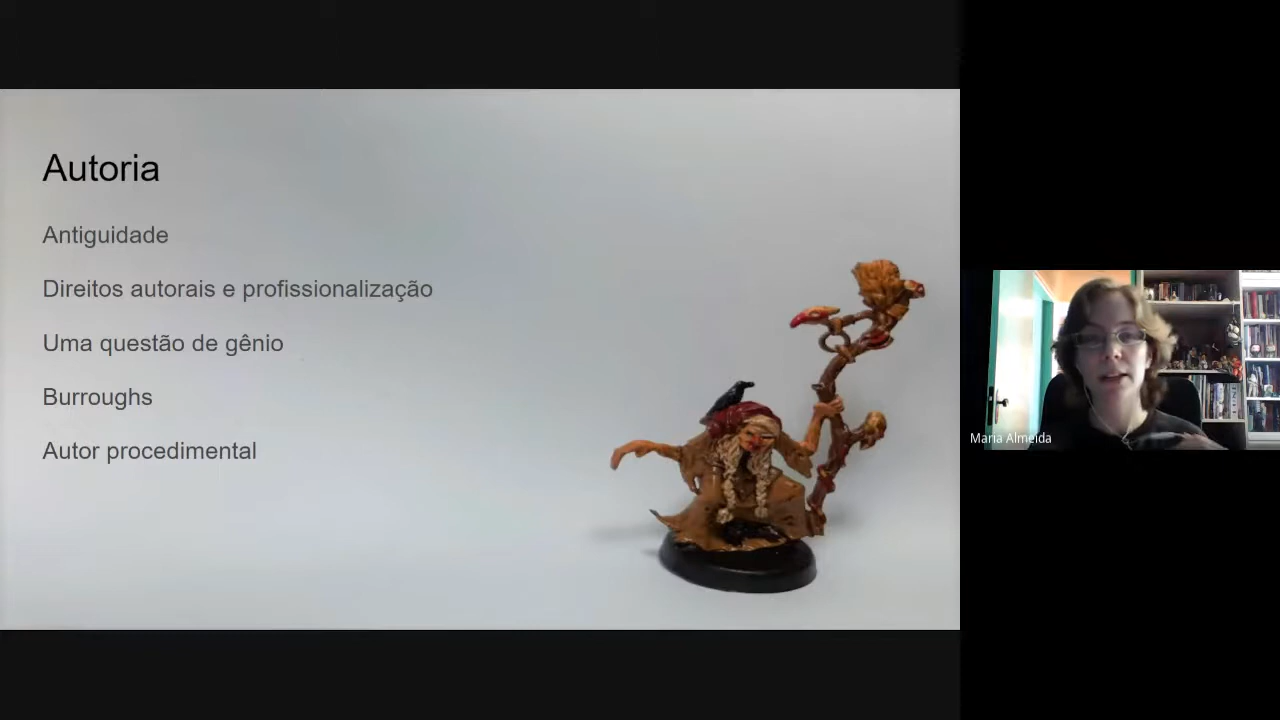 Autoria
Antiguidade
Direitos autorais e profissionalização
Uma questão de gênio
Burroughs
Autor procedimental
Maria Almeida